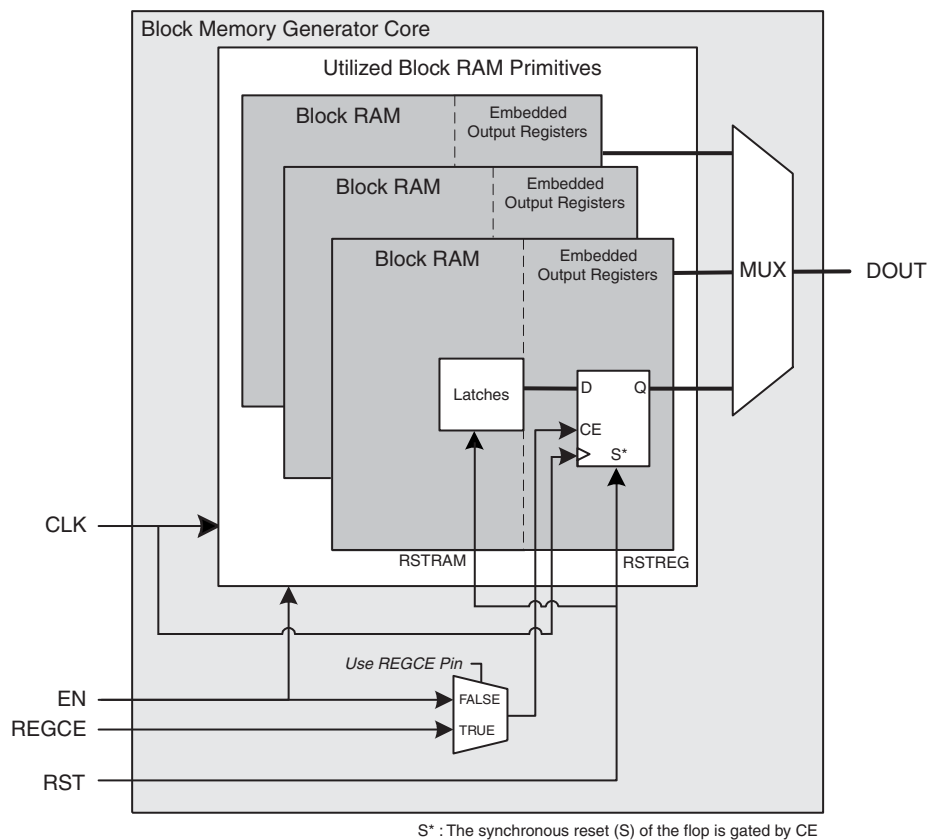 Block Memory Generator Core
Utilized Block RAM Primitives
Block RAM
Embedded
Output Registers
Block RAM
Embedded
Output Registers
Block RAM
Embedded
Output Registers
MUX
DOUT
Latches
D
Q
CE
S*
CLK
RSTRAM
RSTREG
Use REGCE Pin
EN
FALSE
REGCE
TRUE
RST
S* : The synchronous reset (S) of the flop is gated by CE